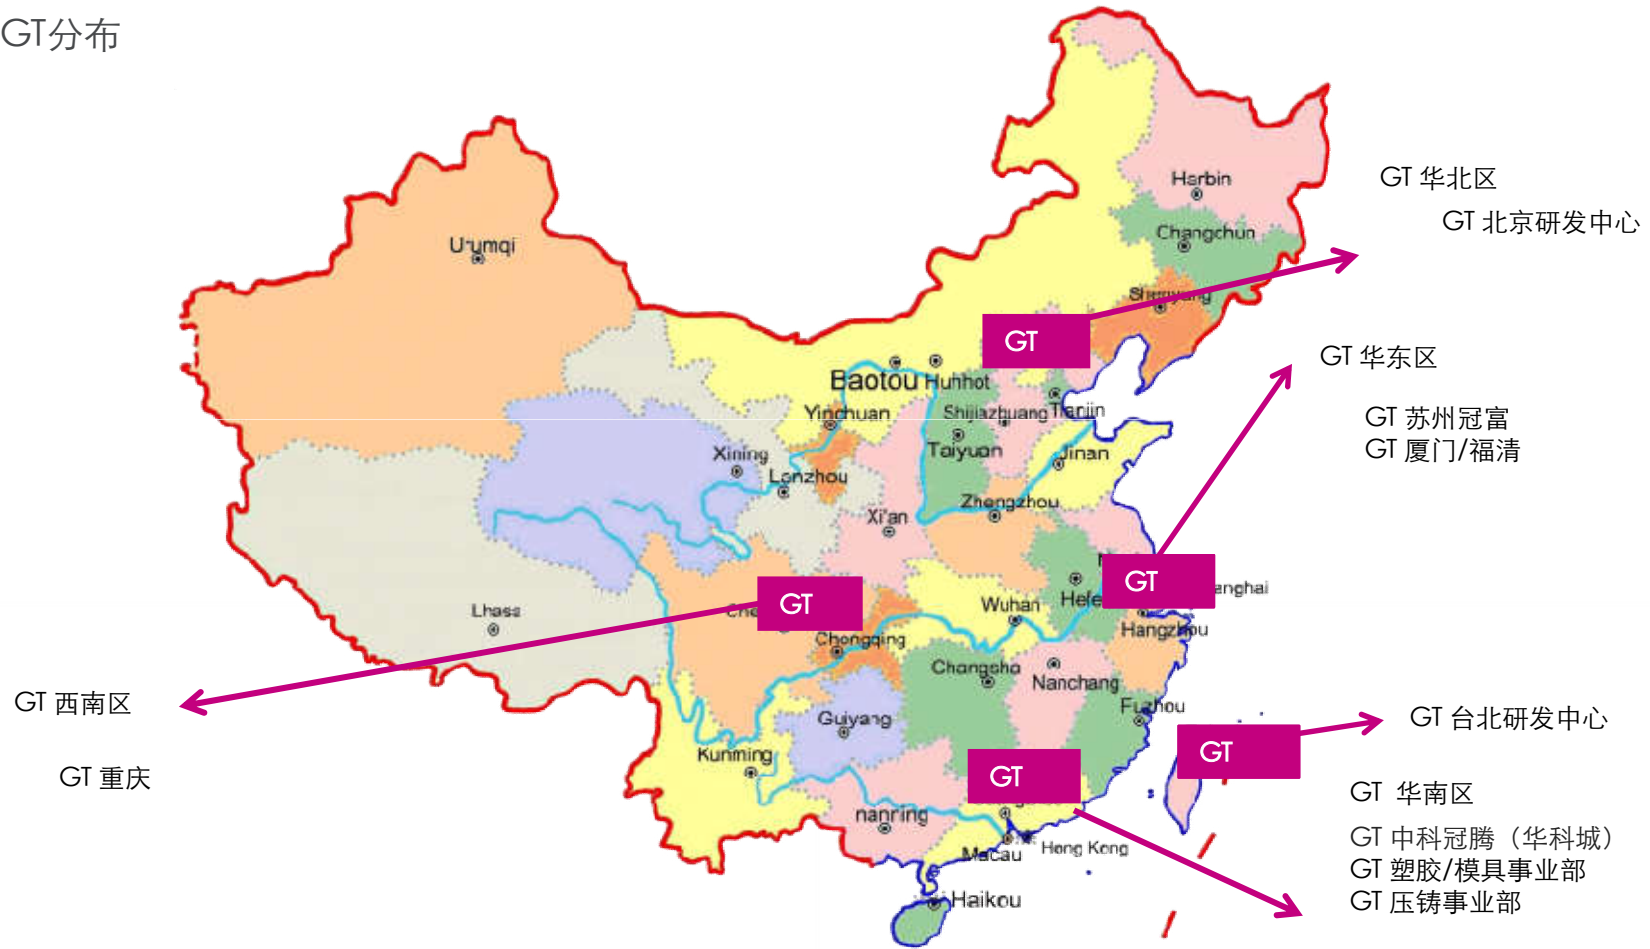 GT分布
Harbin
Changchun
Shenyang
Urumqi
GT 华北区
GT 北京研发中心
GT
GT 华东区
GT 苏州冠富
GT 厦门/福清
Baotou
Huhhot
Yinchuan
Shijiazhuang
Tianjin
Taiyuan
Jinan
Xining
Lanzhou
Zhengzhou
Xi'an
GT
enghai
Hefe
Wuhan
Hangzhou
Lhasa
GT
Chongqing
Changsha
Nanchang
GT 西南区
GT 重庆
Guiyang
Fuzhou
Kunming
GT
GT 台北研发中心
GT
GT 华南区
GT 中科冠腾（华科城）
GT 塑胶/模具事业部
GT 压铸事业部
nanring
Macau
Hong Kong
Haikou